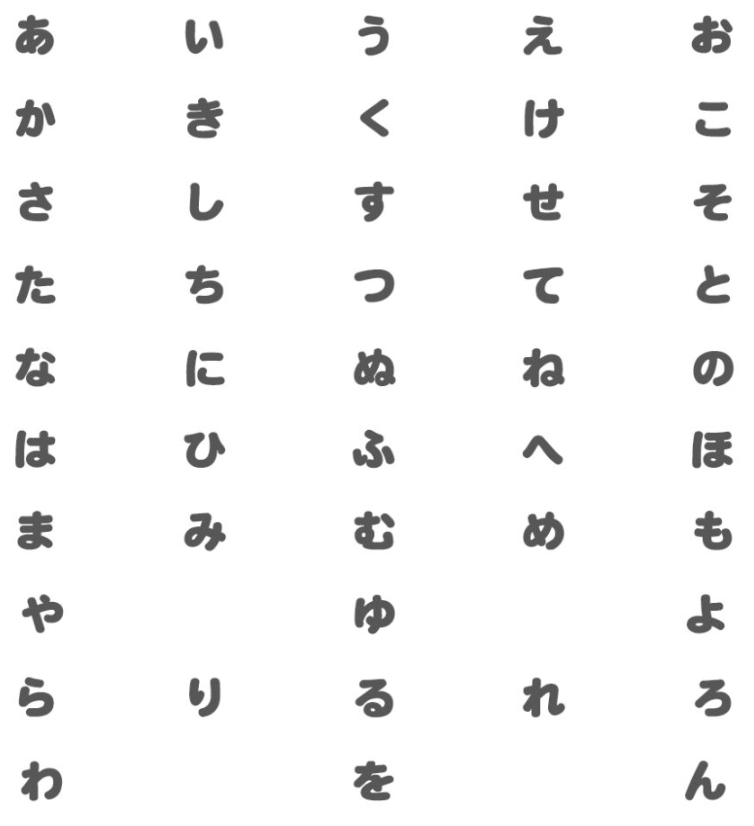 あ い う え お
か き く け こ
さ し す せ そ
た ち つ て と
な に ぬ ね の
は ひ ふ へ ほ
ま み む め も
や ゆ よ
ら り る れ ろ
わ を ん